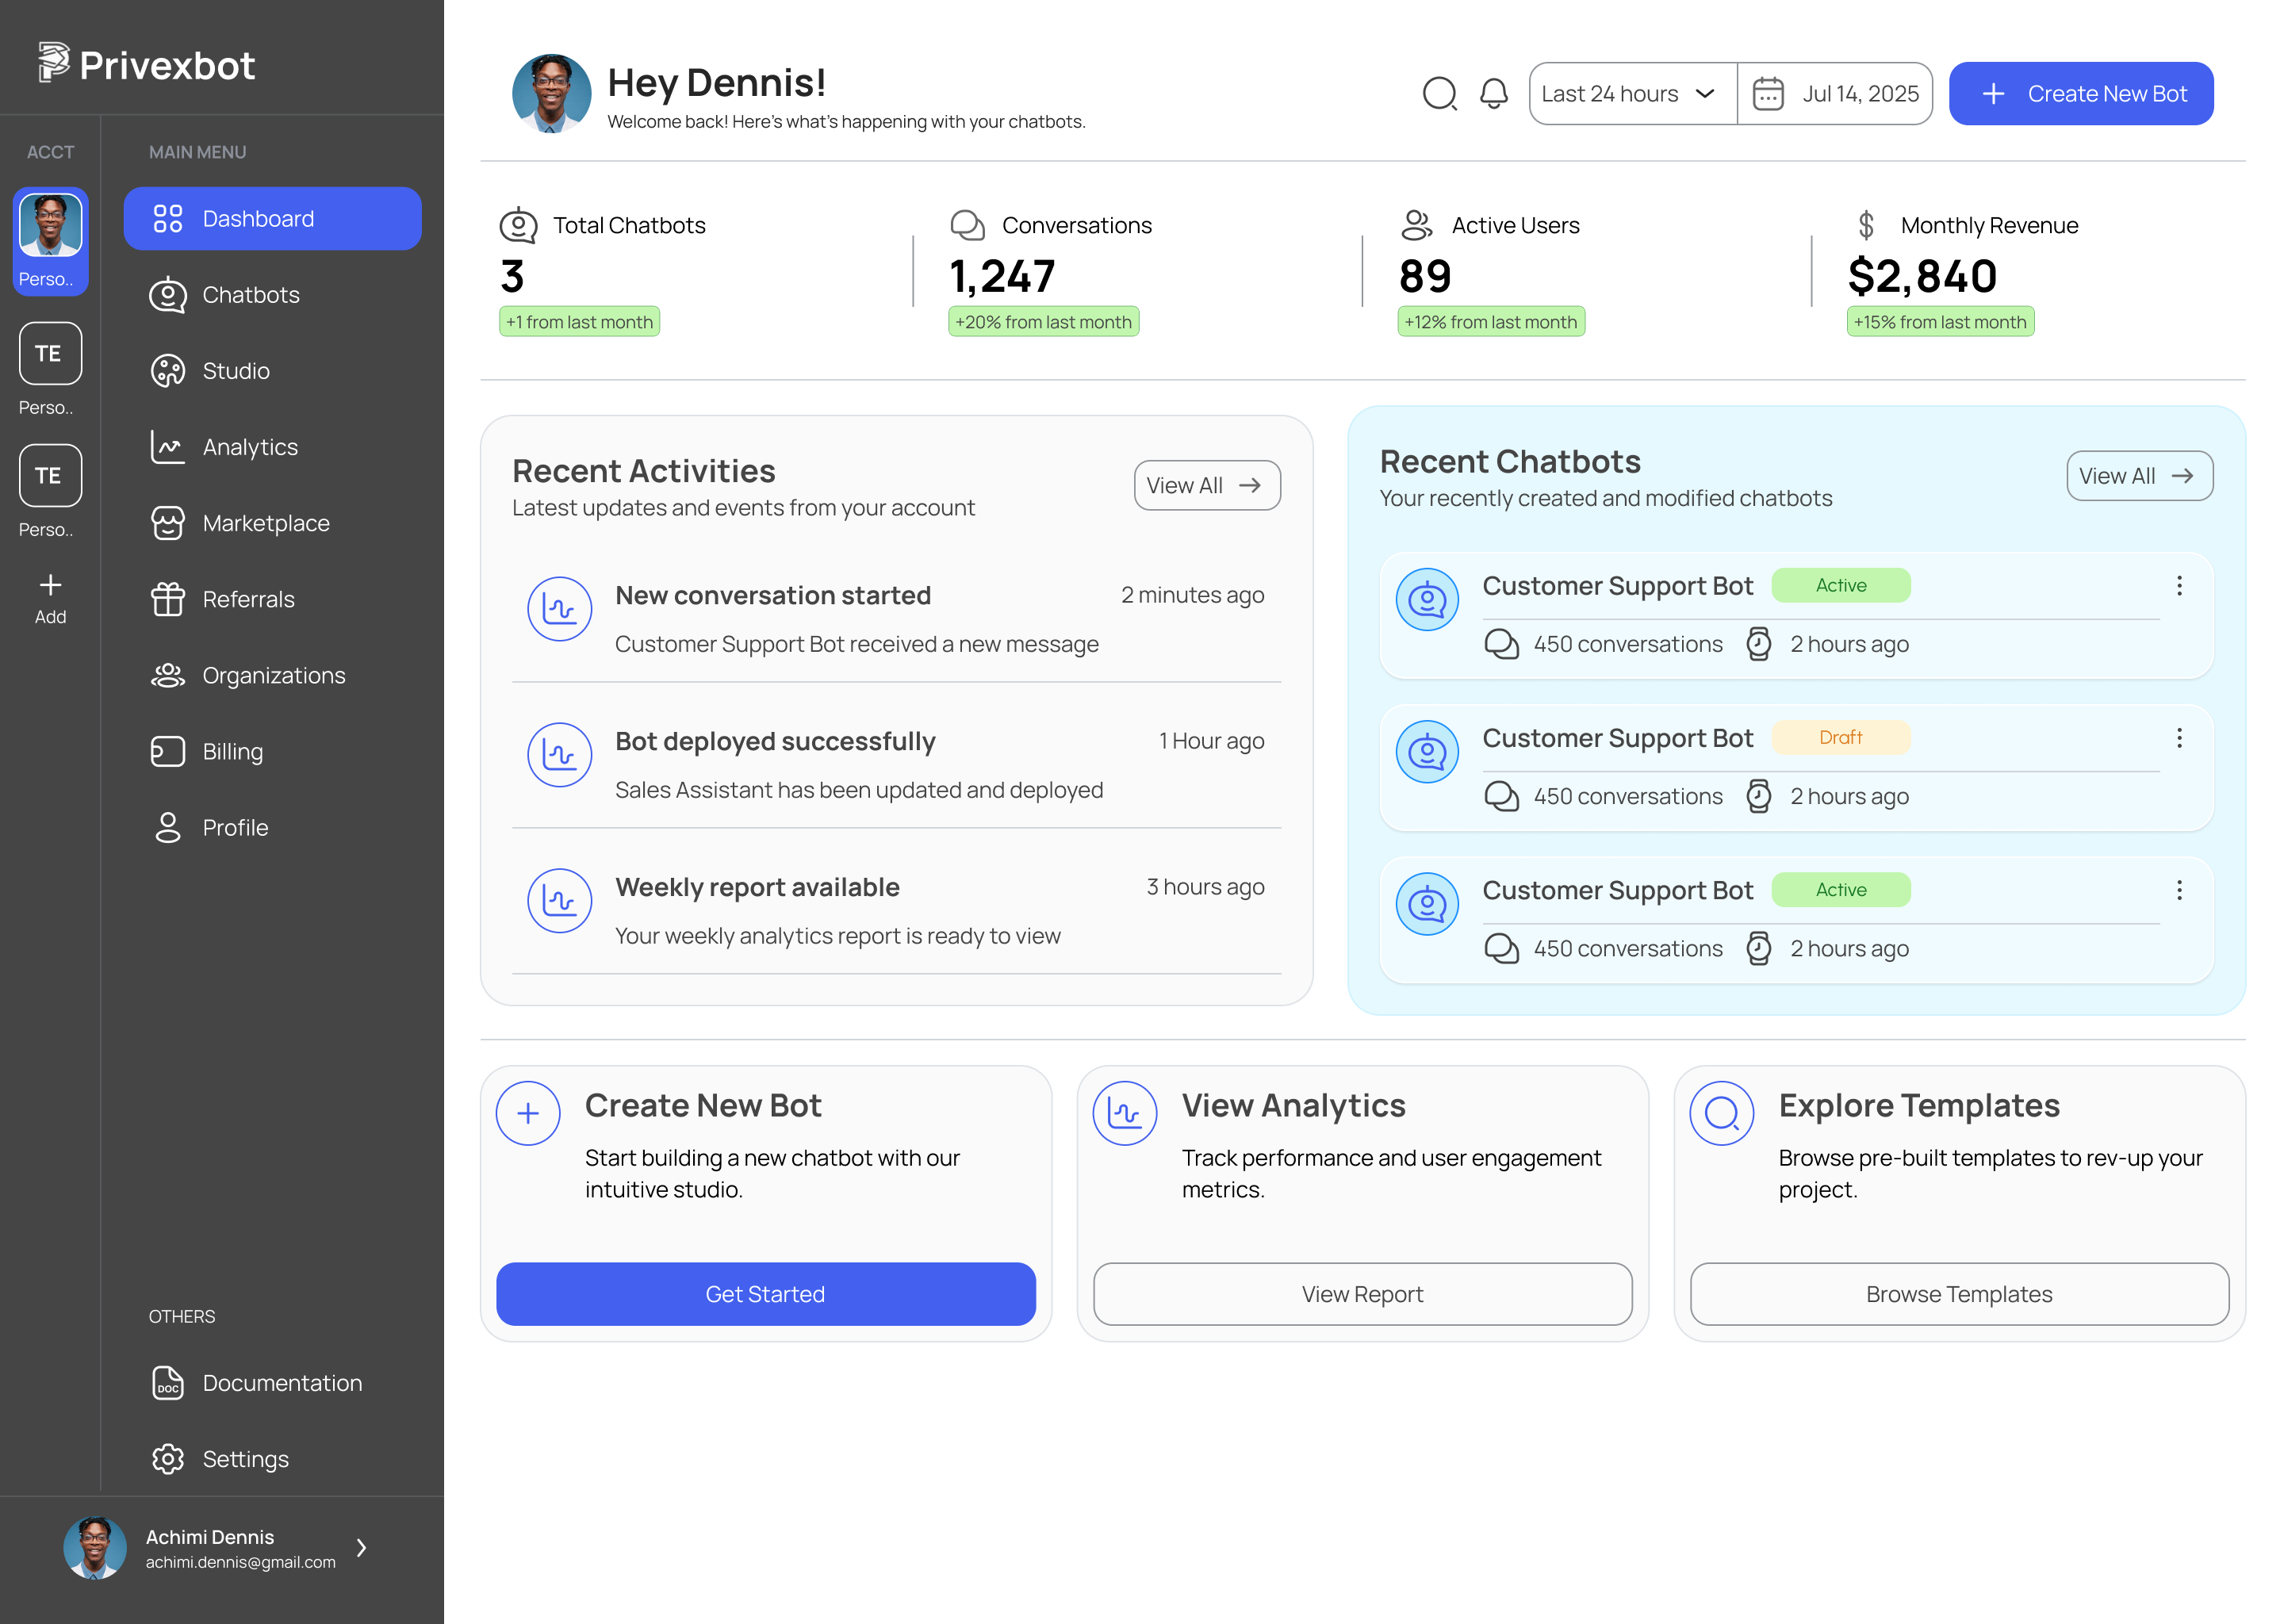 Privexbot
ACCT
Perso..
TE
Perso..
TE
Perso..
Add
MAIN MENU
Dashboard
Chatbots
Studio
Analytics
Marketplace
Referrals
Organizations
Billing
Profile
OTHERS
DOC
Documentation
Settings
Achimi Dennis
achimi.dennis@gmail.com
Hey Dennis!
Welcome back! Here's what's happening with your chatbots.
Last 24 hours
Jul 14, 2025
Create New Bot
Total Chatbots
3
+1 from last month
Conversations
1,247
+20% from last month
Active Users
89
+12% from last month
$ Monthly Revenue
$2,840
+15% from last month
Recent Activities
Latest updates and events from your account
View All
New conversation started
2 minutes ago
Customer Support Bot received a new message
Bot deployed successfully
1 Hour ago
Sales Assistant has been updated and deployed
Weekly report available
3 hours ago
Your weekly analytics report is ready to view
Recent Chatbots
Your recently created and modified chatbots
View All
Customer Support Bot
Active
450 conversations
2 hours ago
Customer Support Bot
Draft
450 conversations
2 hours ago
Customer Support Bot
Active
450 conversations
2 hours ago
Create New Bot
Start building a new chatbot with our
intuitive studio.
Get Started
View Analytics
Track performance and user engagement
metrics.
View Report
Explore Templates
Browse pre-built templates to rev-up your
project.
Browse Templates